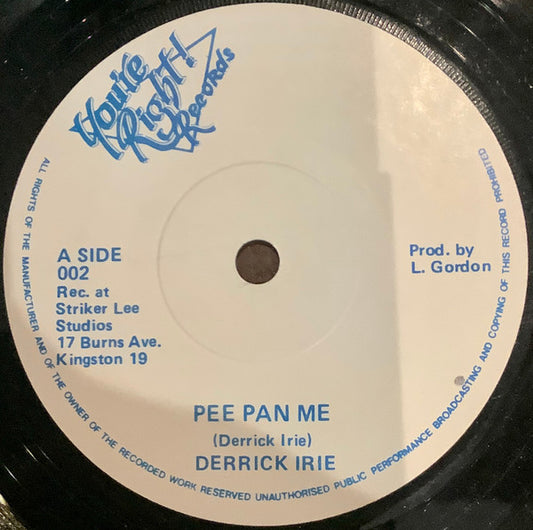 You're
Right!
Records
A SIDE
002
Rec. at
Striker Lee
Studios
17 Burns Ave.
Kingston 19
Prod. by
L. Gordon
PEE PAN ME
(Derrick Irie)
DERRICK IRIE
ALL RIGHTS OF THE MANUFACTURER AND OF THE OWNER OF THE RECORDED WORK RESERVED UNAUTHORISED PUBLIC PERFORMANCE BROADCASTING AND COPYING OF THIS RECORD PROHIBITED